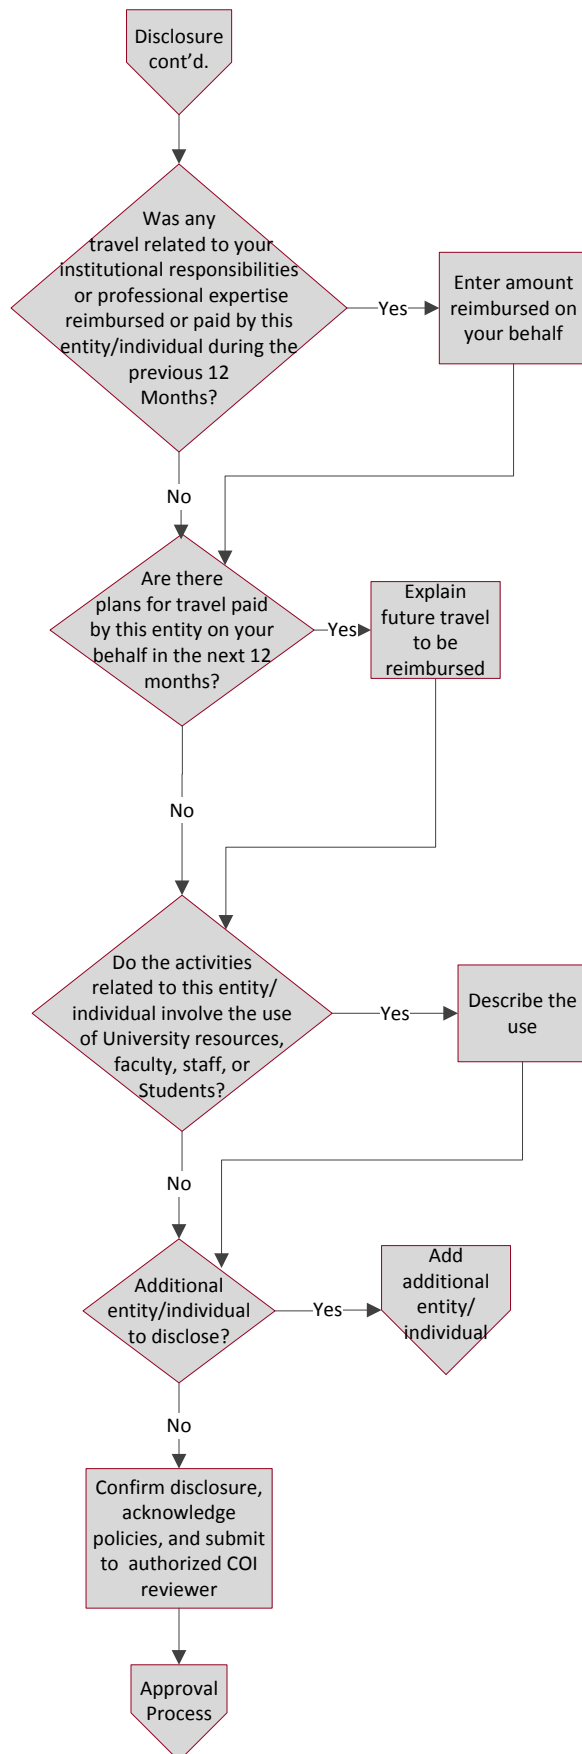 Disclosure
cont’d.
Was any
travel related to your
institutional responsibilities
or professional expertise
reimbursed or paid by this
entity/individual during the
previous 12
Months?
Yes
Enter amount
reimbursed on
your behalf
No
Are there
plans for travel paid
by this entity on your
behalf in the next 12
months?
Yes
Explain
future travel
to be
reimbursed
No
Do the activities
related to this entity/
individual involve the use
of University resources,
faculty, staff, or
Students?
Yes
Describe the
use
No
Additional
entity/individual
to disclose?
Yes
Add
additional
entity/
individual
No
Confirm disclosure,
acknowledge
policies, and submit
to authorized COI
reviewer
Approval
Process